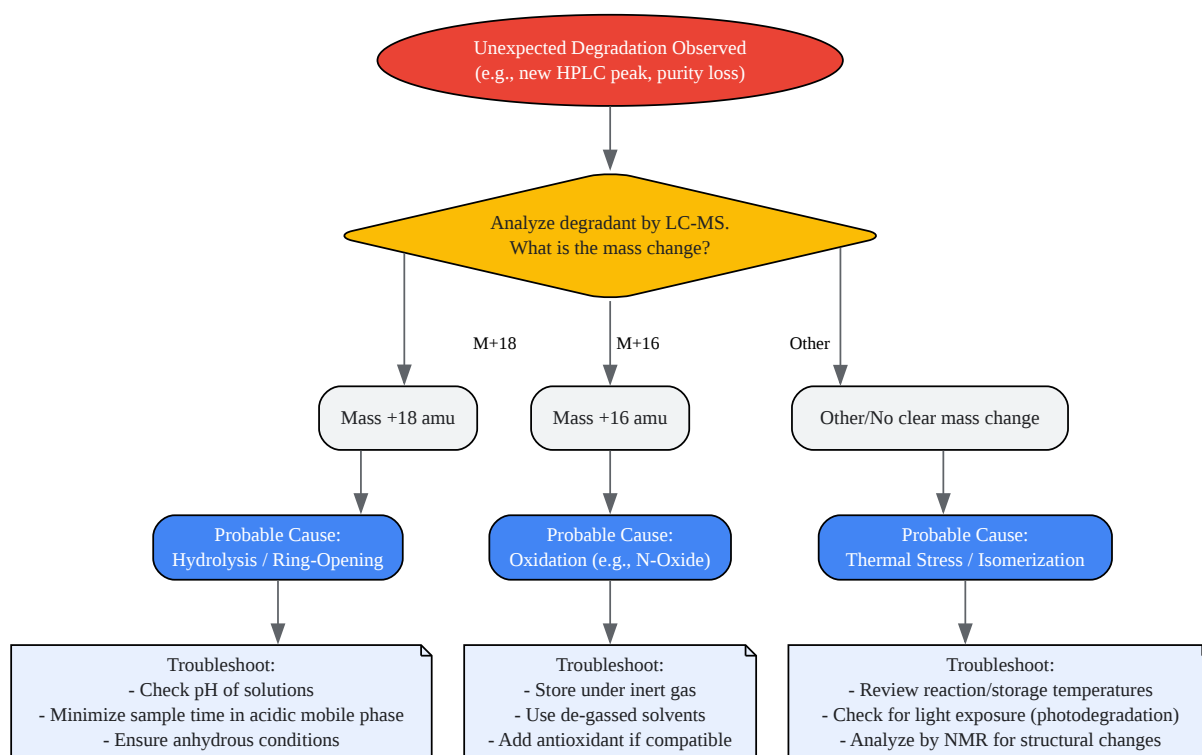 Unexpected Degradation Observed
(e.g., new HPLC peak, purity loss)
Analyze degradant by LC-MS.
What is the mass change?
M+18
M+16
Other
Mass +18 amu
Mass +16 amu
Other/No clear mass change
Probable Cause:
Hydrolysis / Ring-Opening
Probable Cause:
Oxidation (e.g., N-Oxide)
Probable Cause:
Thermal Stress / Isomerization
Troubleshoot:
- Check pH of solutions
- Minimize sample time in acidic mobile phase
- Ensure anhydrous conditions
Troubleshoot:
- Store under inert gas
- Use de-gassed solvents
- Add antioxidant if compatible
Troubleshoot:
- Review reaction/storage temperatures
- Check for light exposure (photodegradation)
- Analyze by NMR for structural changes